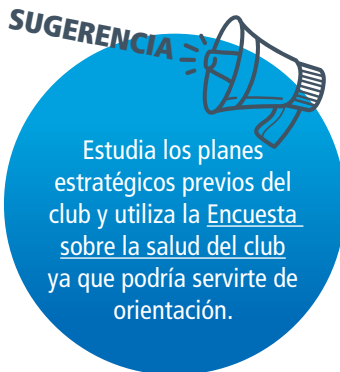 SUGERENCIA
Estudia los planes
estratégicos previos del
club y utiliza la Encuesta
sobre la salud del club
ya que podría servirte de
orientación.